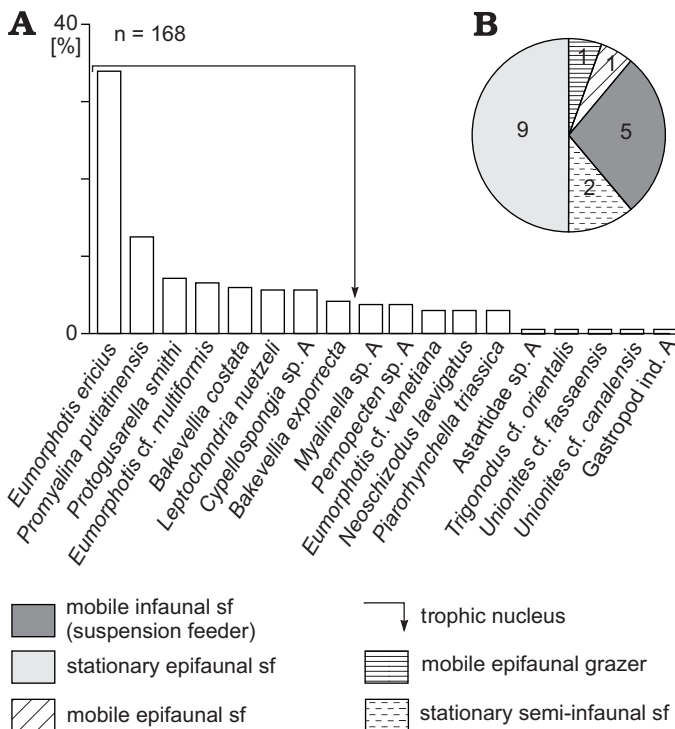 A
40
[%]
n = 168
0
Eumorphotis ericius
Promyalina putiatinensis
Protogusarella smithi
Eumorphotis cf. multiformis
Bakevellia costata
Leptochondria nuetzeli
Cypellospongia sp. A
Bakevellia exporrecta
Myalinella sp. A
Pernopecten sp. A
Eumorphotis cf. venetiana
Neoschizodus laevigatus
Piarorhynchella triassica
Astartidae sp. A
Trigonodus cf. orientalis
Unionites cf. fassaensis
Unionites cf. canalensis
Gastropod ind. A
B
1
1
9
5
2
mobile infaunal sf
(suspension feeder)
stationary epifaunal sf
mobile epifaunal sf
trophic nucleus
mobile epifaunal grazer
stationary semi-infaunal sf